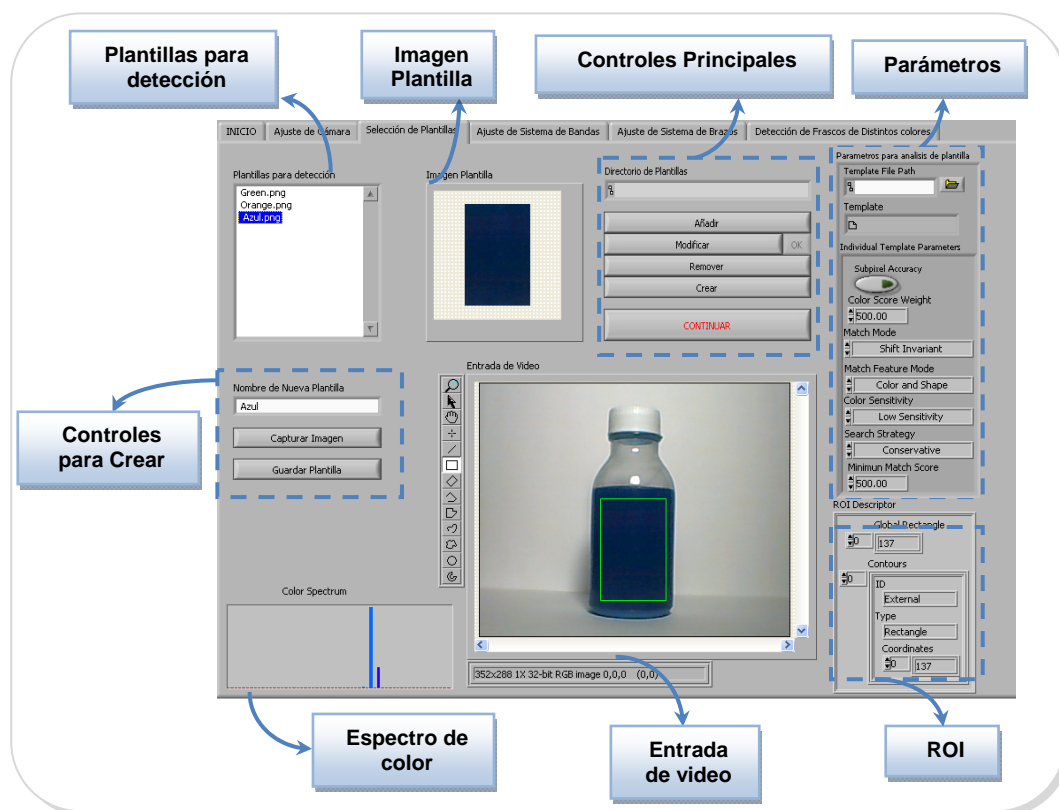 Plantillas para
detección
Imagen
Plantilla
Controles Principales
Parámetros
INICIO
Ajuste de Cámara
Selección de Plantillas
Ajuste de Sistema de Bandas
Ajuste de Sistema de Brazos
Detección de Frascos de Distintos colores
Plantillas para detección
Green.png
Orange.png
Azul.png
Imagen Plantilla
Directorio de Plantillas
Añadir
Modificar
OK
Remover
Crear
CONTINUAR
Parametros para analisis de plantilla
Template File Path
Template
Individual Template Parameters
Subpixel Accuracy
Color Score Weight
500.00
Match Mode
Shift Invariant
Match Feature Mode
Color and Shape
Color Sensitivity
Low Sensitivity
Search Strategy
Conservative
Minimun Match Score
500.00
Nombre de Nueva Plantilla
Azul
Capturar Imagen
Guardar Plantilla
Controles
para Crear
Entrada de Video
352x288 1X 32-bit RGB image 0,0,0 (0,0)
Color Spectrum
ROI Descriptor
Global Rectangle
0
137
Contours
0
ID
External
Type
Rectangle
Coordinates
0
137
Espectro de
color
Entrada
de video
ROI